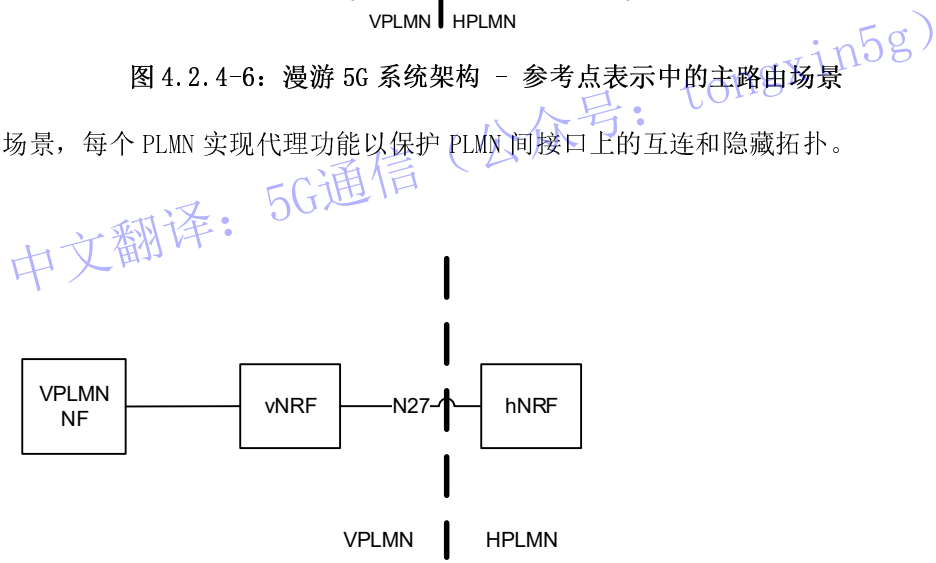 VPLMN HPLMN
图 4.2.4-6：漫游 5G 系统架构 - 参考点表示中的主路由场景
场景，每个 PLMN 实现代理功能以保护 PLMN 间接口上的互连和隐藏拓扑。
中文翻译：5G通信（公众号：tongxin5g）
VPLMN
NF
vNRF
N27
hNRF
VPLMN HPLMN